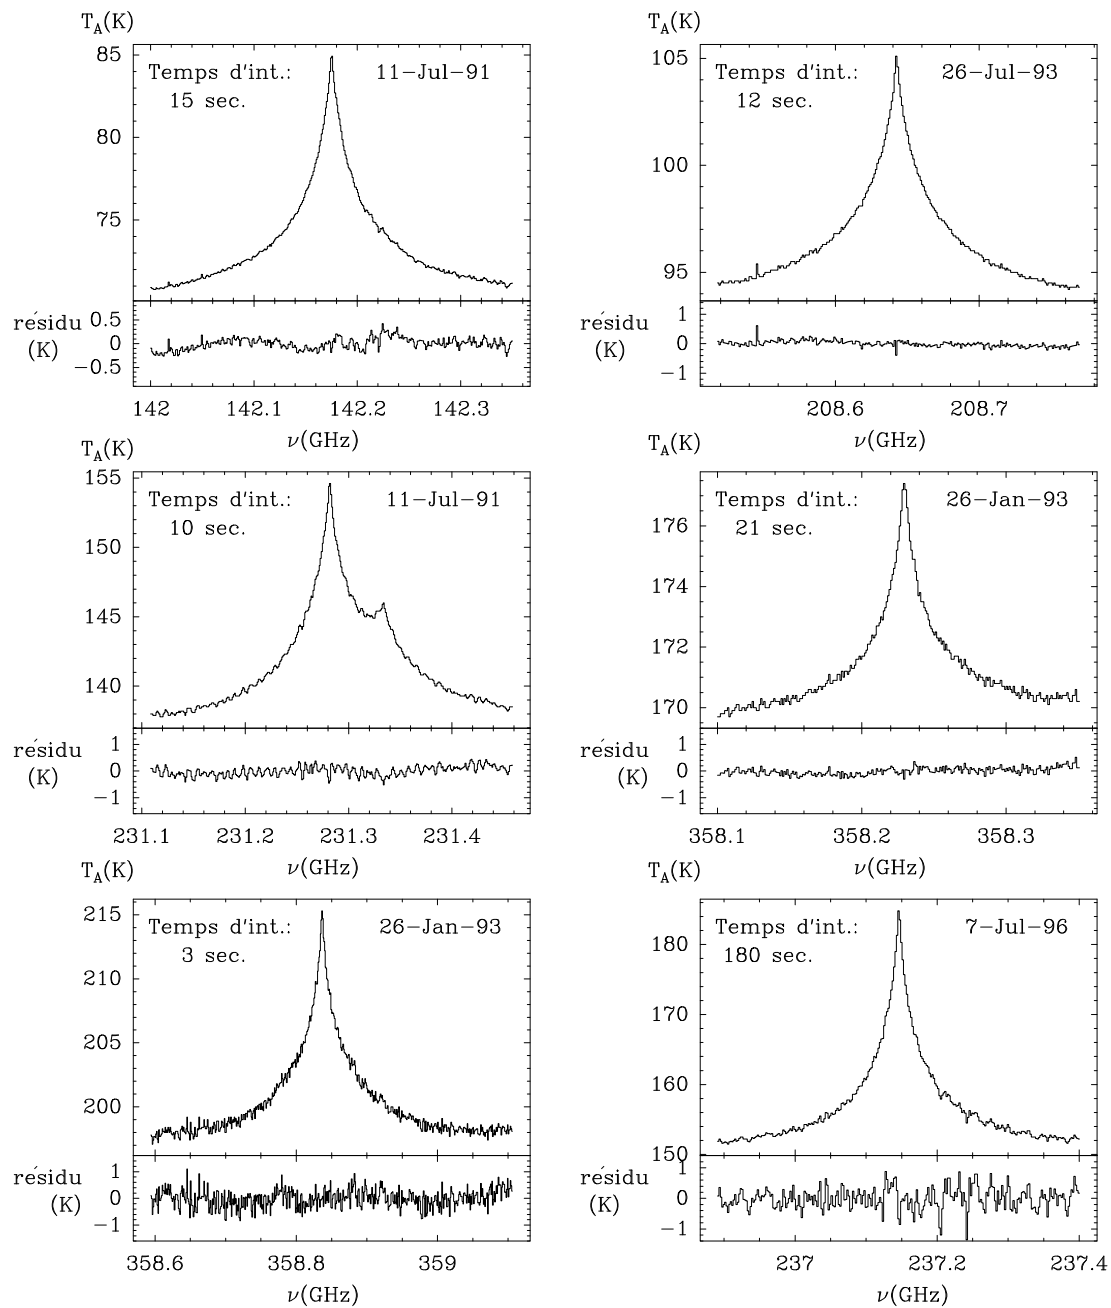 T_A(K)
85
80
75
Temps d'int.: 11-Jul-91
15 sec.
résidu
(K)
0.5
0
-0.5
142 142.1 142.2 142.3
ν(GHz)
T_A(K)
105
100
95
Temps d'int.: 26-Jul-93
12 sec.
résidu
(K)
1
0
-1
208.6 208.7
ν(GHz)
T_A(K)
155
150
145
140
Temps d'int.: 11-Jul-91
10 sec.
résidu
(K)
1
0
-1
231.1 231.2 231.3 231.4
ν(GHz)
T_A(K)
176
174
172
170
Temps d'int.: 26-Jan-93
21 sec.
résidu
(K)
1
0
-1
358.1 358.2 358.3
ν(GHz)
T_A(K)
215
210
205
200
Temps d'int.: 26-Jan-93
3 sec.
résidu
(K)
1
0
-1
358.6 358.8 359
ν(GHz)
T_A(K)
180
170
160
150
Temps d'int.: 7-Jul-96
180 sec.
résidu
(K)
1
0
-1
237 237.2 237.4
ν(GHz)